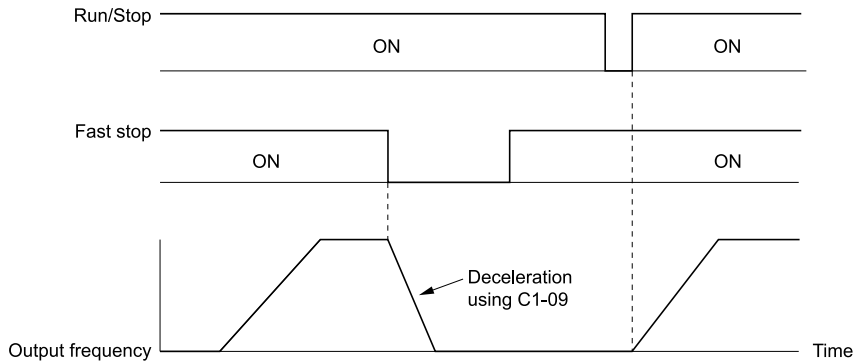 Run/Stop
ON
ON
Fast stop
ON
ON
Deceleration
using C1-09
Output frequency
Time